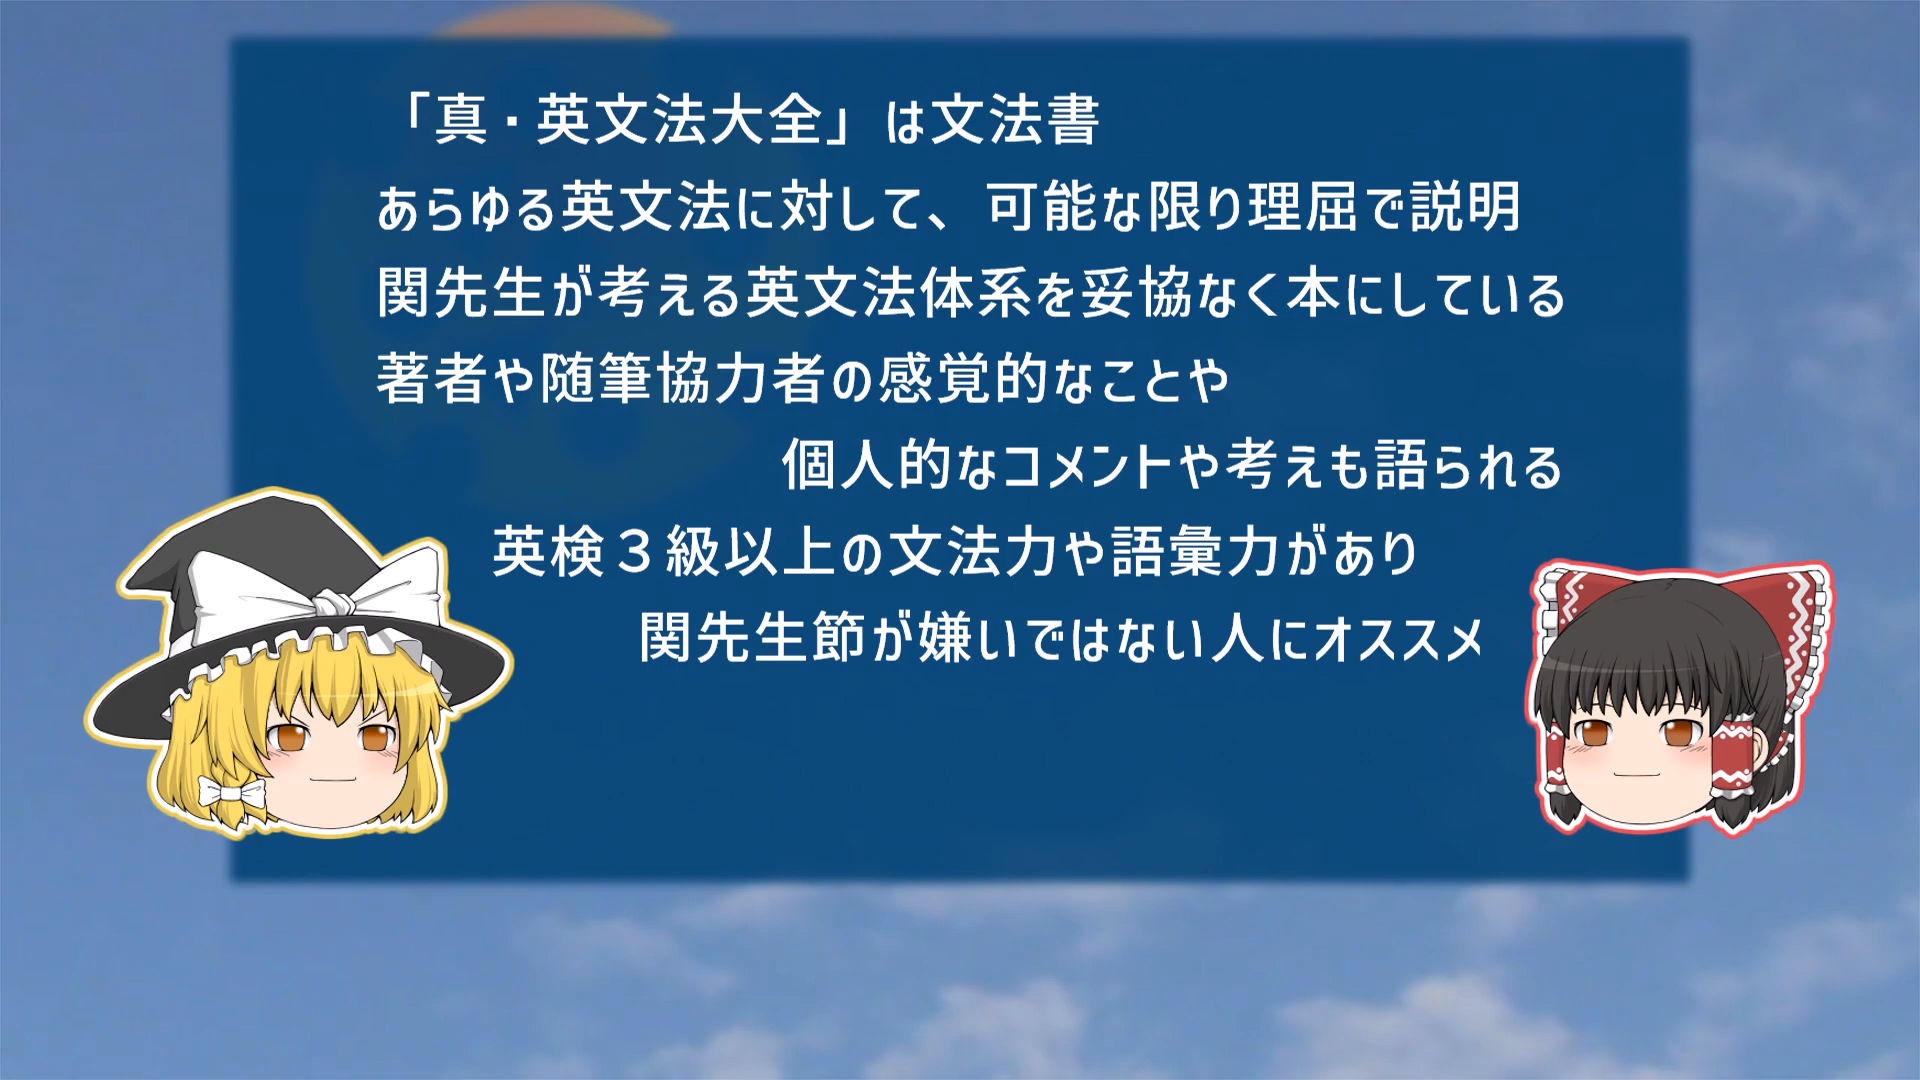 「真・英文法大全」は文法書
あらゆる英文法に対して、可能な限り理屈で説明
関先生が考える英文法体系を妥協なく本にしている
著者や随筆協力者の感覚的なことや
個人的なコメントや考えも語られる
英検３級以上の文法力や語彙力があり
関先生節が嫌いではない人にオススメ